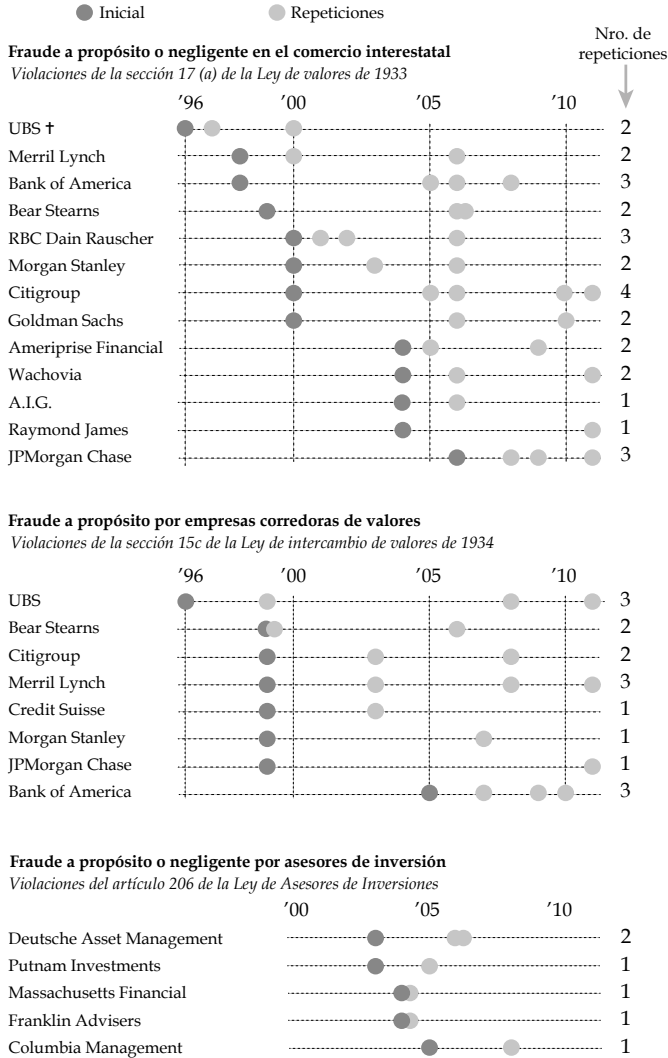 Inicial Repeticiones
Nro. de
repeticiones
Fraude a propósito o negligente en el comercio interestatal
Violaciones de la sección 17 (a) de la Ley de valores de 1933
’96 ’00 ’05 ’10
UBS † 2
Merril Lynch 2
Bank of America 3
Bear Stearns 2
RBC Dain Rauscher 3
Morgan Stanley 2
Citigroup 4
Goldman Sachs 2
Ameriprise Financial 2
Wachovia 2
A.I.G. 1
Raymond James 1
JPMorgan Chase 3
Fraude a propósito por empresas corredoras de valores
Violaciones de la sección 15c de la Ley de intercambio de valores de 1934
’96 ’00 ’05 ’10
UBS 3
Bear Stearns 2
Citigroup 2
Merril Lynch 3
Credit Suisse 1
Morgan Stanley 1
JPMorgan Chase 1
Bank of America 3
Fraude a propósito o negligente por asesores de inversión
Violaciones del artículo 206 de la Ley de Asesores de Inversiones
’00 ’05 ’10
Deutsche Asset Management 2
Putnam Investments 1
Massachusetts Financial 1
Franklin Advisers 1
Columbia Management 1